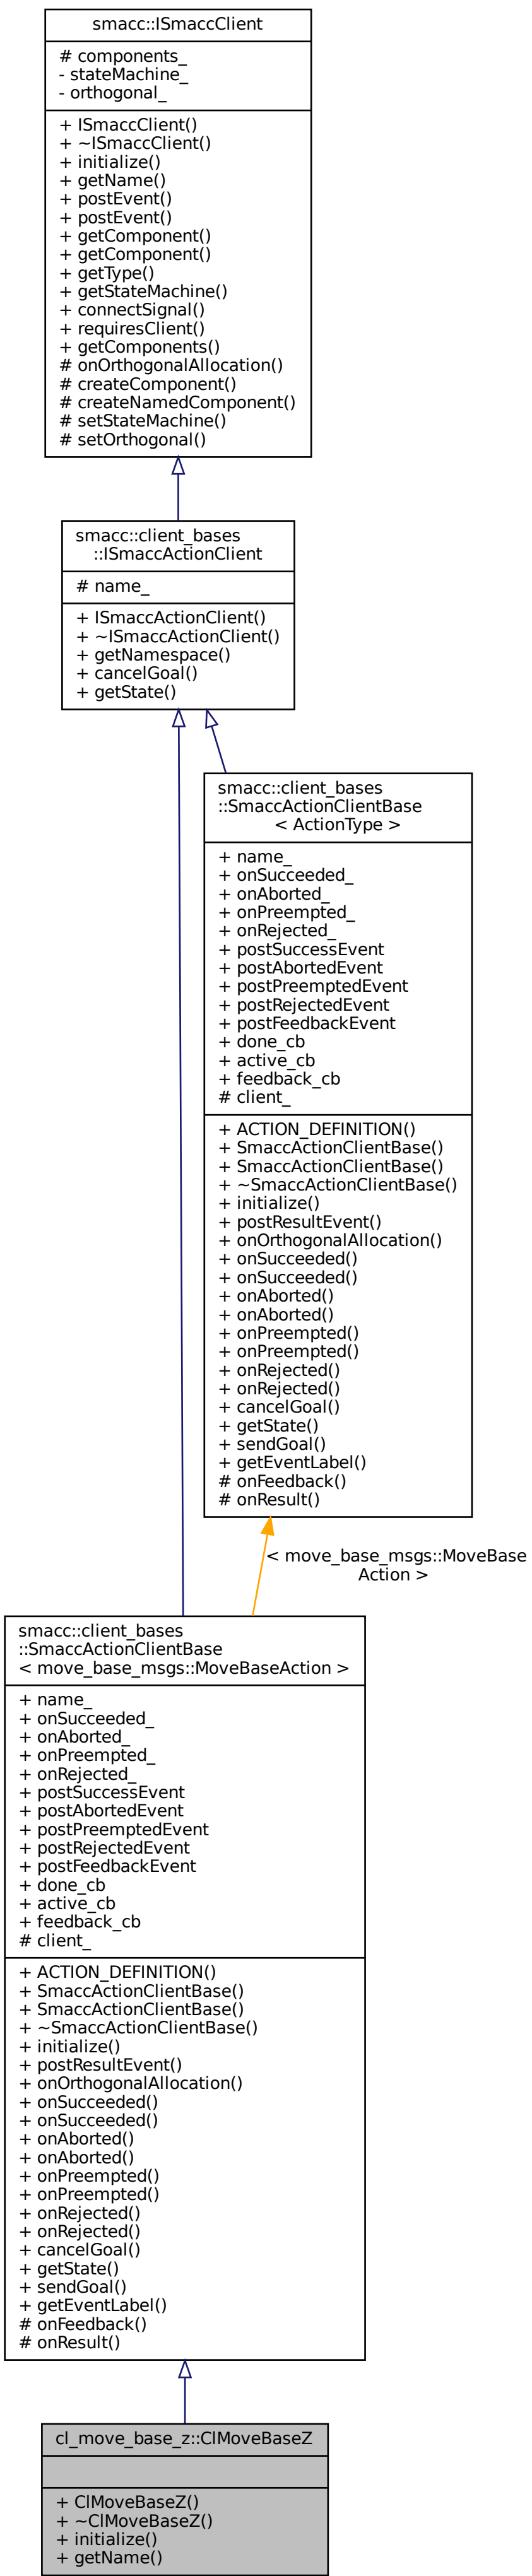 smacc::ISmaccClient
# components_
- stateMachine_
- orthogonal_
+ ISmaccClient()
+ ~ISmaccClient()
+ initialize()
+ getName()
+ postEvent()
+ postEvent()
+ getComponent()
+ getComponent()
+ getType()
+ getStateMachine()
+ connectSignal()
+ requiresClient()
+ getComponents()
# onOrthogonalAllocation()
# createComponent()
# createNamedComponent()
# setStateMachine()
# setOrthogonal()
smacc::client_bases
::ISmaccActionClient
# name_
+ ISmaccActionClient()
+ ~ISmaccActionClient()
+ getNamespace()
+ cancelGoal()
+ getState()
smacc::client_bases
::SmaccActionClientBase
< ActionType >
+ name_
+ onSucceeded_
+ onAborted_
+ onPreempted_
+ onRejected_
+ postSuccessEvent
+ postAbortedEvent
+ postPreemptedEvent
+ postRejectedEvent
+ postFeedbackEvent
+ done_cb
+ active_cb
+ feedback_cb
# client_
+ ACTION_DEFINITION()
+ SmaccActionClientBase()
+ SmaccActionClientBase()
+ ~SmaccActionClientBase()
+ initialize()
+ postResultEvent()
+ onOrthogonalAllocation()
+ onSucceeded()
+ onSucceeded()
+ onAborted()
+ onAborted()
+ onPreempted()
+ onPreempted()
+ onRejected()
+ onRejected()
+ cancelGoal()
+ getState()
+ sendGoal()
+ getEventLabel()
# onFeedback()
# onResult()
< move_base_msgs::MoveBase
Action >
smacc::client_bases
::SmaccActionClientBase
< move_base_msgs::MoveBaseAction >
+ name_
+ onSucceeded_
+ onAborted_
+ onPreempted_
+ onRejected_
+ postSuccessEvent
+ postAbortedEvent
+ postPreemptedEvent
+ postRejectedEvent
+ postFeedbackEvent
+ done_cb
+ active_cb
+ feedback_cb
# client_
+ ACTION_DEFINITION()
+ SmaccActionClientBase()
+ SmaccActionClientBase()
+ ~SmaccActionClientBase()
+ initialize()
+ postResultEvent()
+ onOrthogonalAllocation()
+ onSucceeded()
+ onSucceeded()
+ onAborted()
+ onAborted()
+ onPreempted()
+ onPreempted()
+ onRejected()
+ onRejected()
+ cancelGoal()
+ getState()
+ sendGoal()
+ getEventLabel()
# onFeedback()
# onResult()
cl_move_base_z::ClMoveBaseZ
+ ClMoveBaseZ()
+ ~ClMoveBaseZ()
+ initialize()
+ getName()